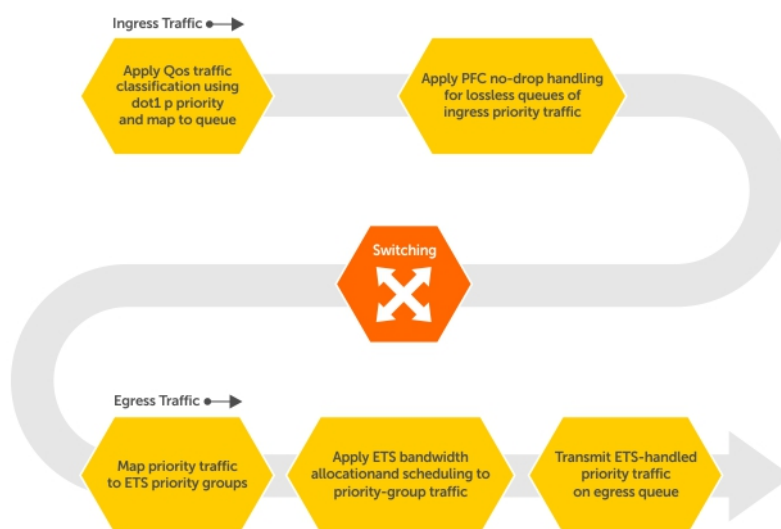 Ingress Traffic
Apply Qos traffic
classification using
dot1 p priority
and map to queue
Apply PFC no-drop handling
for lossless queues of
ingress priority traffic
Switching
Egress Traffic
Map priority traffic
to ETS priority groups
Apply ETS bandwidth
allocationand scheduling to
priority-group traffic
Transmit ETS-handled
priority traffic
on egress queue